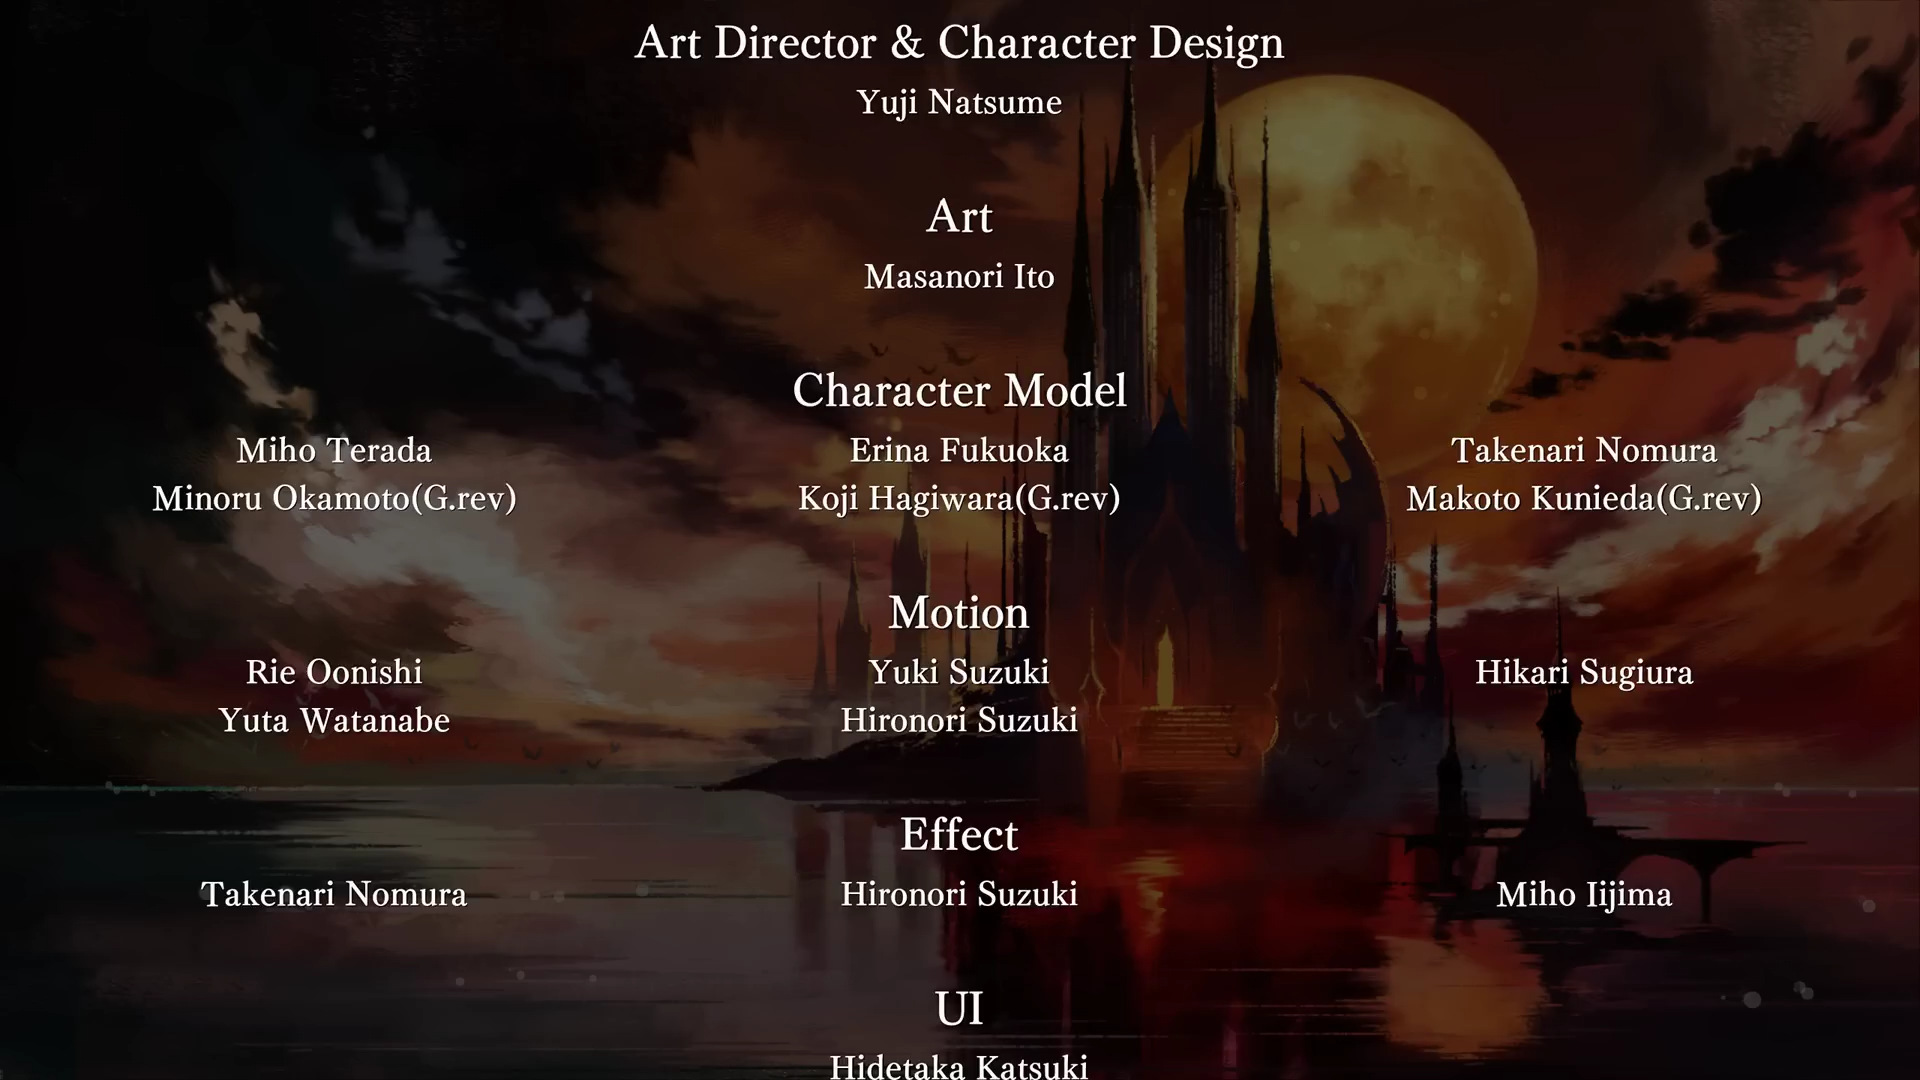 Art Director & Character Design
Yuji Natsume
Art
Masanori Ito
Character Model
Miho Terada Erina Fukuoka Takenari Nomura
Minoru Okamoto(G.rev) Koji Hagiwara(G.rev) Makoto Kunieda(G.rev)
Motion
Rie Oonishi Yuki Suzuki Hikari Sugiura
Yuta Watanabe Hironori Suzuki
Effect
Takenari Nomura Hironori Suzuki Miho Iijima
UI
Hidetaka Katsuki